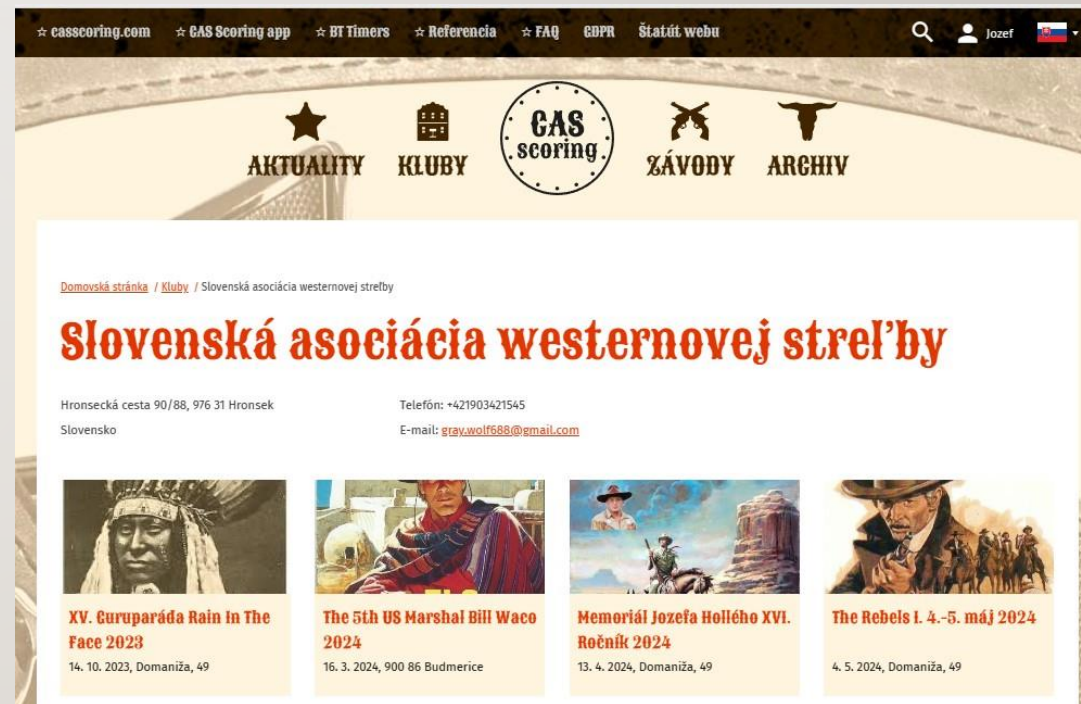 ☆ casscoring.com ☆ CAS Scoring app ☆ BT Timers ☆ Referencia ☆ FAQ GDPR Štatút webu Jozef
AKTUALITY KLUBY CAS scoring ZÁVODY ARCHIV
Domovská stránka / Kluby / Slovenská asociácia westernovej streľby
Slovenská asociácia westernovej streľby
Hronsecká cesta 90/88, 976 31 Hronsek Telefón: +421903421545
Slovensko E-mail: gray.wolf688@gmail.com
XV. Curuparáda Rain In The
Face 2023
14. 10. 2023, Domaniža, 49
The 5th US Marshal Bill Waco
2024
16. 3. 2024, 900 86 Budmerice
Memoriál Jozefa Hollého XVI.
Ročník 2024
13. 4. 2024, Domaniža, 49
The Rebels I. 4.-5. máj 2024
4. 5. 2024, Domaniža, 49